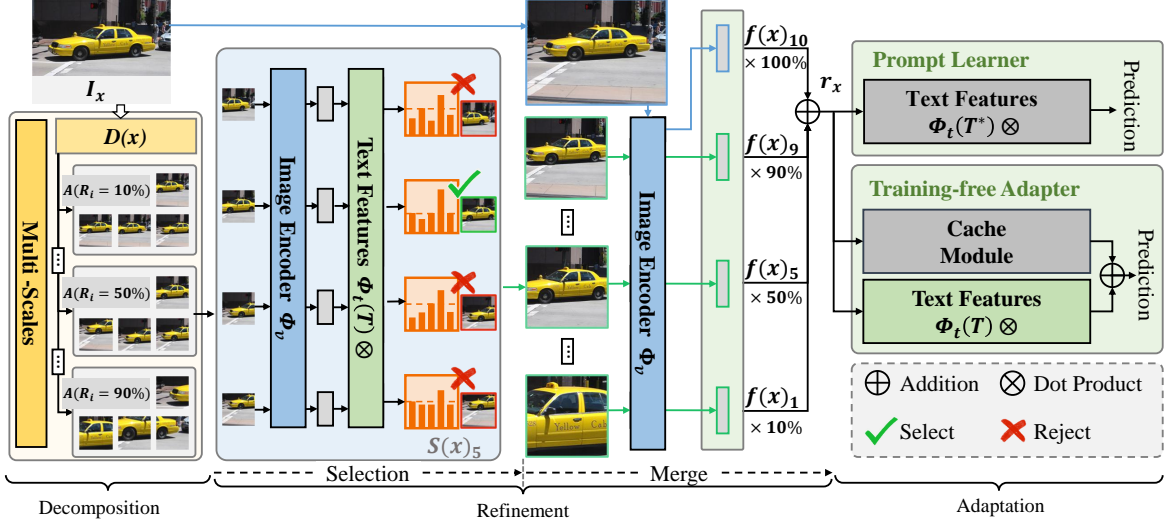 I_x
D(x)
Multi -Scales
A(R_i = 10%)
...
A(R_i = 50%)
...
A(R_i = 90%)
Image Encoder Φ_v
Text Features Φ_t(T) ⊗
S(x)_5
...
...
Yellow Cab
Image Encoder Φ_v
f(x)_10
× 100%
f(x)_9
× 90%
f(x)_5
× 50%
f(x)_1
× 10%
r_x
Prompt Learner
Text Features
Φ_t(T*) ⊗
Prediction
Training-free Adapter
Cache
Module
Text Features
Φ_t(T) ⊗
Prediction
⊕ Addition
⊗ Dot Product
Select
Reject
Selection
Merge
Decomposition
Refinement
Adaptation